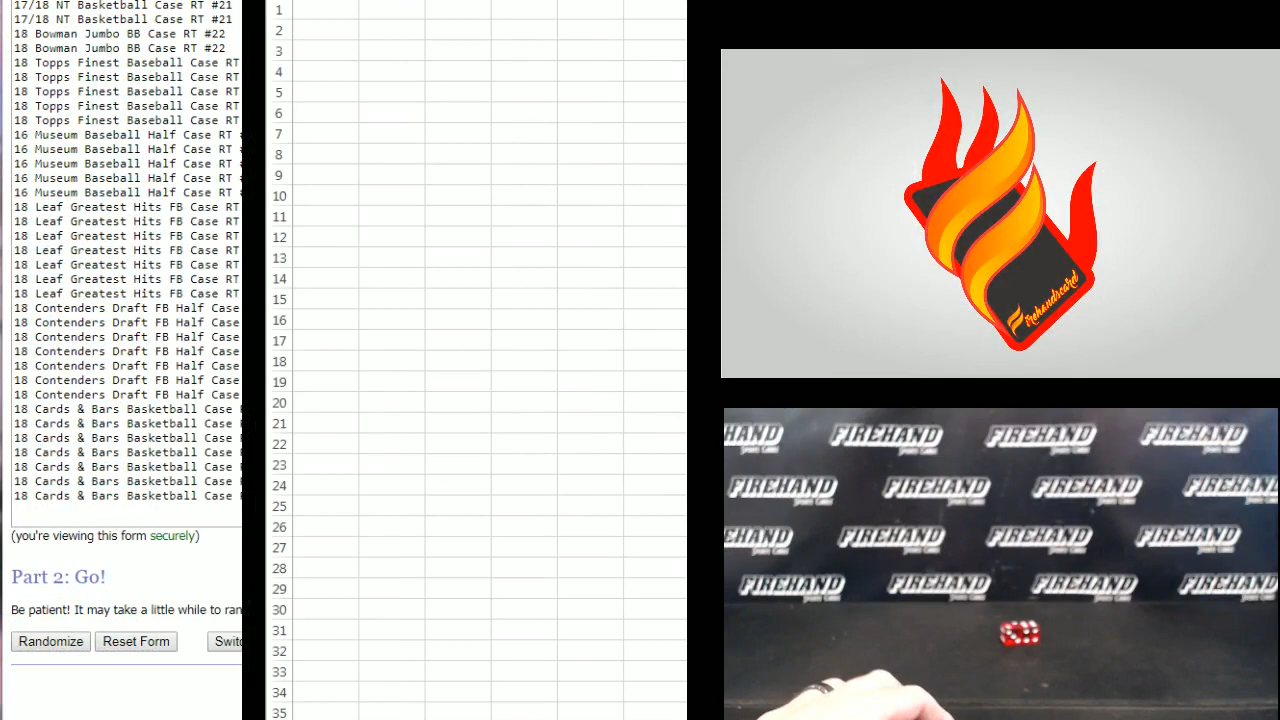 17/18 NT Basketball Case RT #21
17/18 NT Basketball Case RT #21
18 Bowman Jumbo BB Case RT #22
18 Bowman Jumbo BB Case RT #22
18 Topps Finest Baseball Case RT
18 Topps Finest Baseball Case RT
18 Topps Finest Baseball Case RT
18 Topps Finest Baseball Case RT
18 Topps Finest Baseball Case RT
16 Museum Baseball Half Case RT
16 Museum Baseball Half Case RT
16 Museum Baseball Half Case RT
16 Museum Baseball Half Case RT
16 Museum Baseball Half Case RT
18 Leaf Greatest Hits FB Case RT
18 Leaf Greatest Hits FB Case RT
18 Leaf Greatest Hits FB Case RT
18 Leaf Greatest Hits FB Case RT
18 Leaf Greatest Hits FB Case RT
18 Leaf Greatest Hits FB Case RT
18 Leaf Greatest Hits FB Case RT
18 Contenders Draft FB Half Case
18 Contenders Draft FB Half Case
18 Contenders Draft FB Half Case
18 Contenders Draft FB Half Case
18 Contenders Draft FB Half Case
18 Contenders Draft FB Half Case
18 Contenders Draft FB Half Case
18 Cards & Bars Basketball Case
18 Cards & Bars Basketball Case
18 Cards & Bars Basketball Case
18 Cards & Bars Basketball Case
18 Cards & Bars Basketball Case
18 Cards & Bars Basketball Case
18 Cards & Bars Basketball Case
(you're viewing this form securely)
Part 2: Go!
Be patient! It may take a little while to ran
Randomize Reset Form Switc
1
2
3
4
5
6
7
8
9
10
11
12
13
14
15
16
17
18
19
20
21
22
23
24
25
26
27
28
29
30
31
32
33
34
35
Firehandscard
HAND FIREHAND FIREHAND FIREHAND
FIREHAND FIREHAND FIREHAND FIREHAN
EHAND FIREHAND FIREHAND FIREHAND
FIREHAND FIREHAND FIREHAND FIREHAND